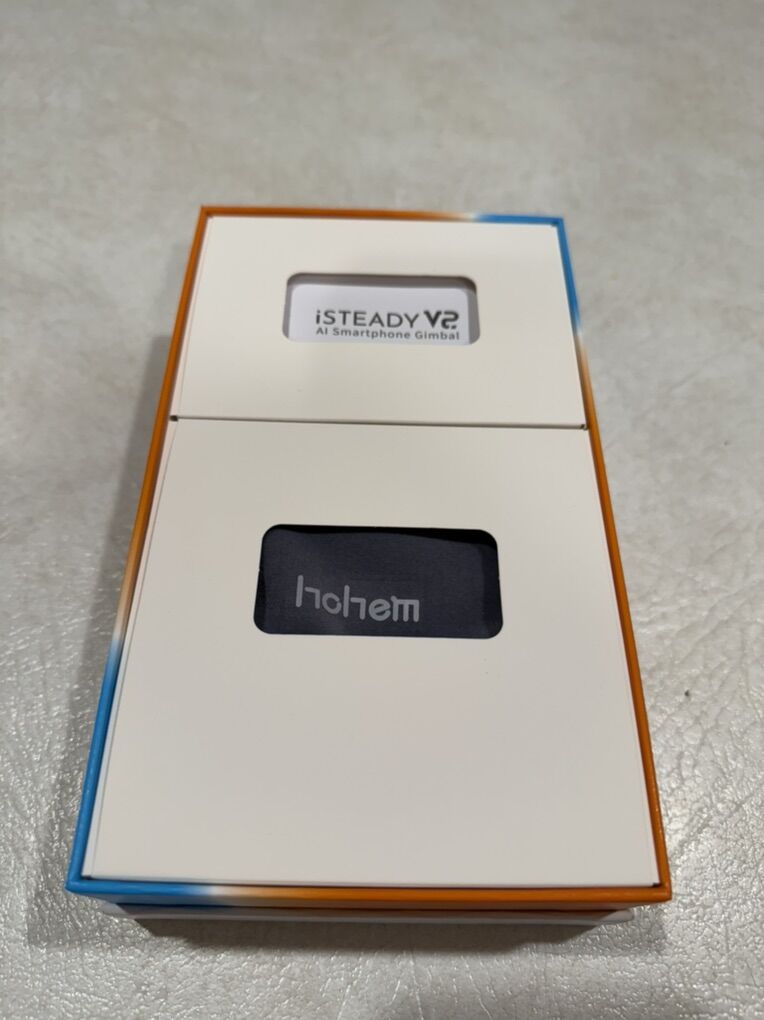 iSTEADY V2
AI Smartphone Gimbal
hohem